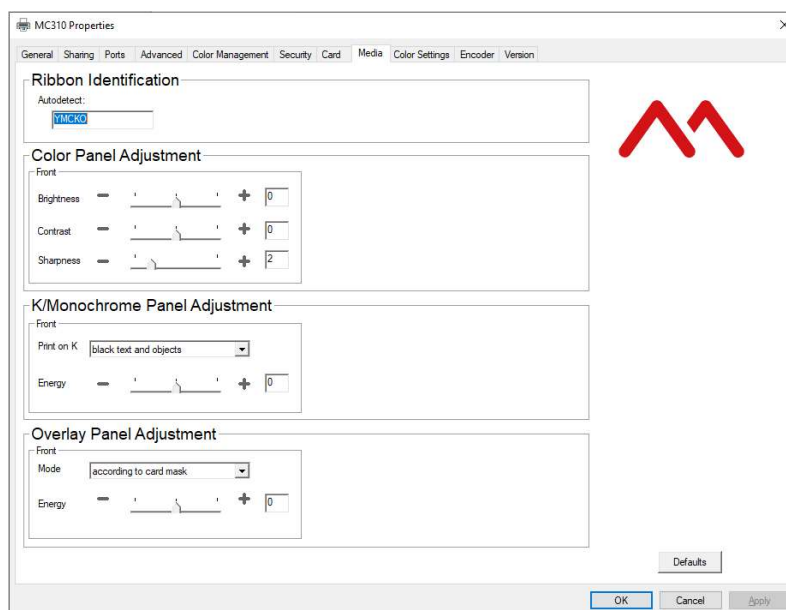 MC310 Properties
General Sharing Ports Advanced Color Management Security Card Media Color Settings Encoder Version
Ribbon Identification
Autodetect:
YMCKO
Color Panel Adjustment
Front
Brightness 0
Contrast 0
Sharpness 2
K/Monochrome Panel Adjustment
Front
Print on K black text and objects
Energy 0
Overlay Panel Adjustment
Front
Mode according to card mask
Energy 0
Defaults
OK Cancel Apply